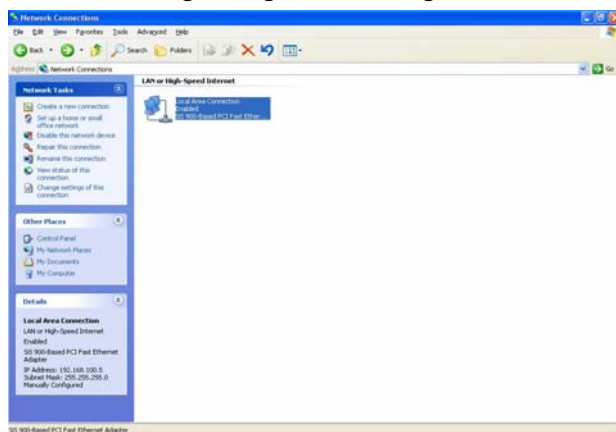 Network Connections
File Edit View Favorites Tools Advanced Help
Back Search Folders
Address Network Connections Go
LAN or High-Speed Internet
Local Area Connection
Enabled
SiS 900-Based PCI Fast Ether...
Network Tasks
Create a new connection
Set up a home or small
office network
Disable this network device
Repair this connection
Rename this connection
View status of this
connection
Change settings of this
connection
Other Places
Control Panel
My Network Places
My Documents
My Computer
Details
Local Area Connection
LAN or High-Speed Internet
Enabled
SiS 900-Based PCI Fast Ethernet
Adapter
IP Address: 192.168.100.5
Subnet Mask: 255.255.255.0
Manually Configured
SiS 900-Based PCI Fast Ethernet Adapter